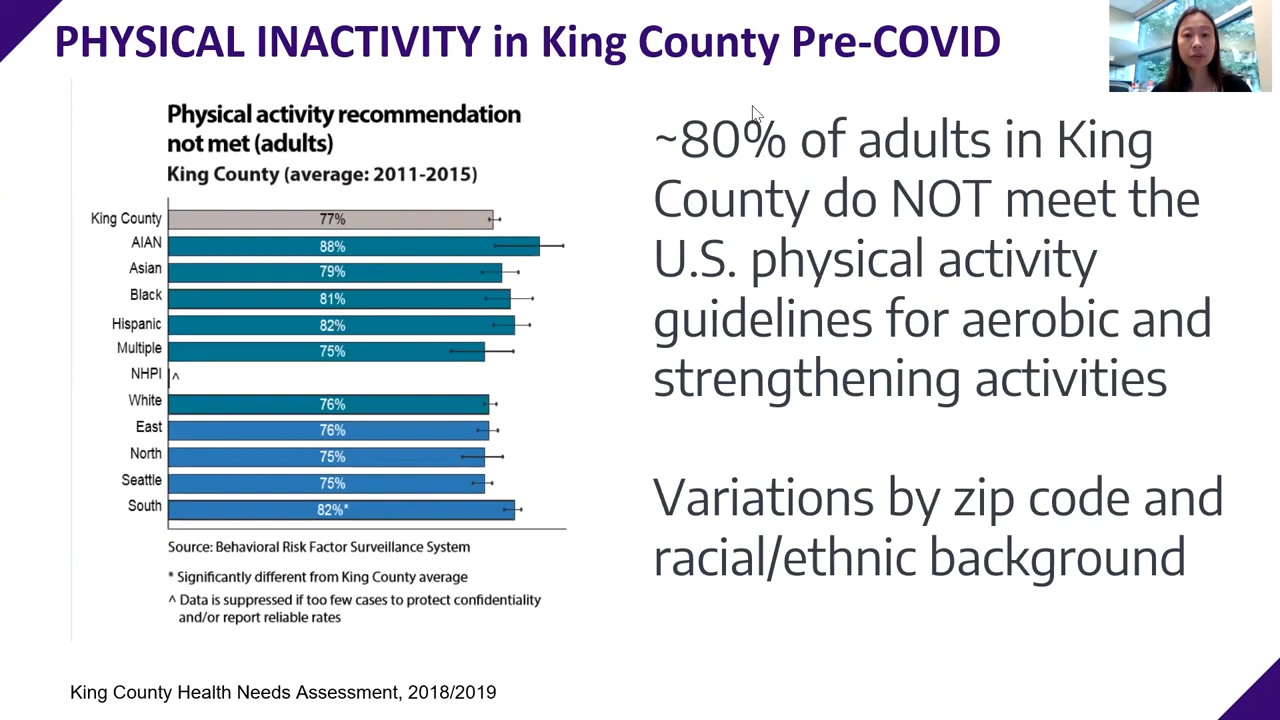 PHYSICAL INACTIVITY in King County Pre-COVID
Physical activity recommendation
not met (adults)
King County (average: 2011-2015)
King County 77%
AIAN 88%
Asian 79%
Black 81%
Hispanic 82%
Multiple 75%
NHPI ^
White 76%
East 76%
North 75%
Seattle 75%
South 82%*
Source: Behavioral Risk Factor Surveillance System
* Significantly different from King County average
^ Data is suppressed if too few cases to protect confidentiality
and/or report reliable rates
~80% of adults in King
County do NOT meet the
U.S. physical activity
guidelines for aerobic and
strengthening activities
Variations by zip code and
racial/ethnic background
King County Health Needs Assessment, 2018/2019